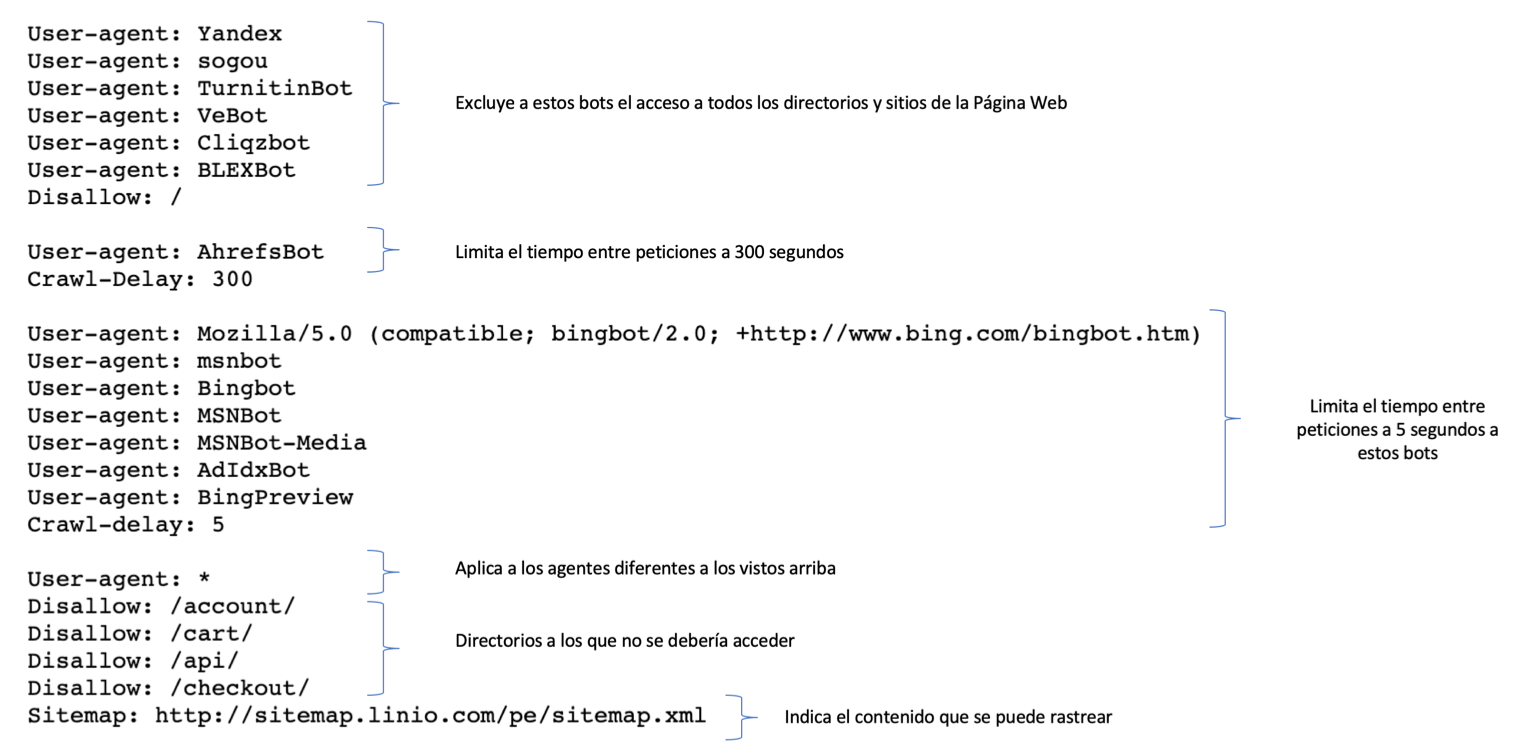 User-agent: Yandex
User-agent: sogou
User-agent: TurnitinBot
User-agent: VeBot
User-agent: Cliqzbot
User-agent: BLEXBot
Disallow: /
Excluye a estos bots el acceso a todos los directorios y sitios de la Página Web
User-agent: AhrefsBot
Crawl-Delay: 300
Limita el tiempo entre peticiones a 300 segundos
User-agent: Mozilla/5.0 (compatible; bingbot/2.0; +http://www.bing.com/bingbot.htm)
User-agent: msnbot
User-agent: Bingbot
User-agent: MSNBot
User-agent: MSNBot-Media
User-agent: AdIdxBot
User-agent: BingPreview
Crawl-delay: 5
Limita el tiempo entre
peticiones a 5 segundos a
estos bots
User-agent: *
Aplica a los agentes diferentes a los vistos arriba
Disallow: /account/
Disallow: /cart/
Disallow: /api/
Disallow: /checkout/
Directorios a los que no se debería acceder
Sitemap: http://sitemap.linio.com/pe/sitemap.xml
Indica el contenido que se puede rastrear